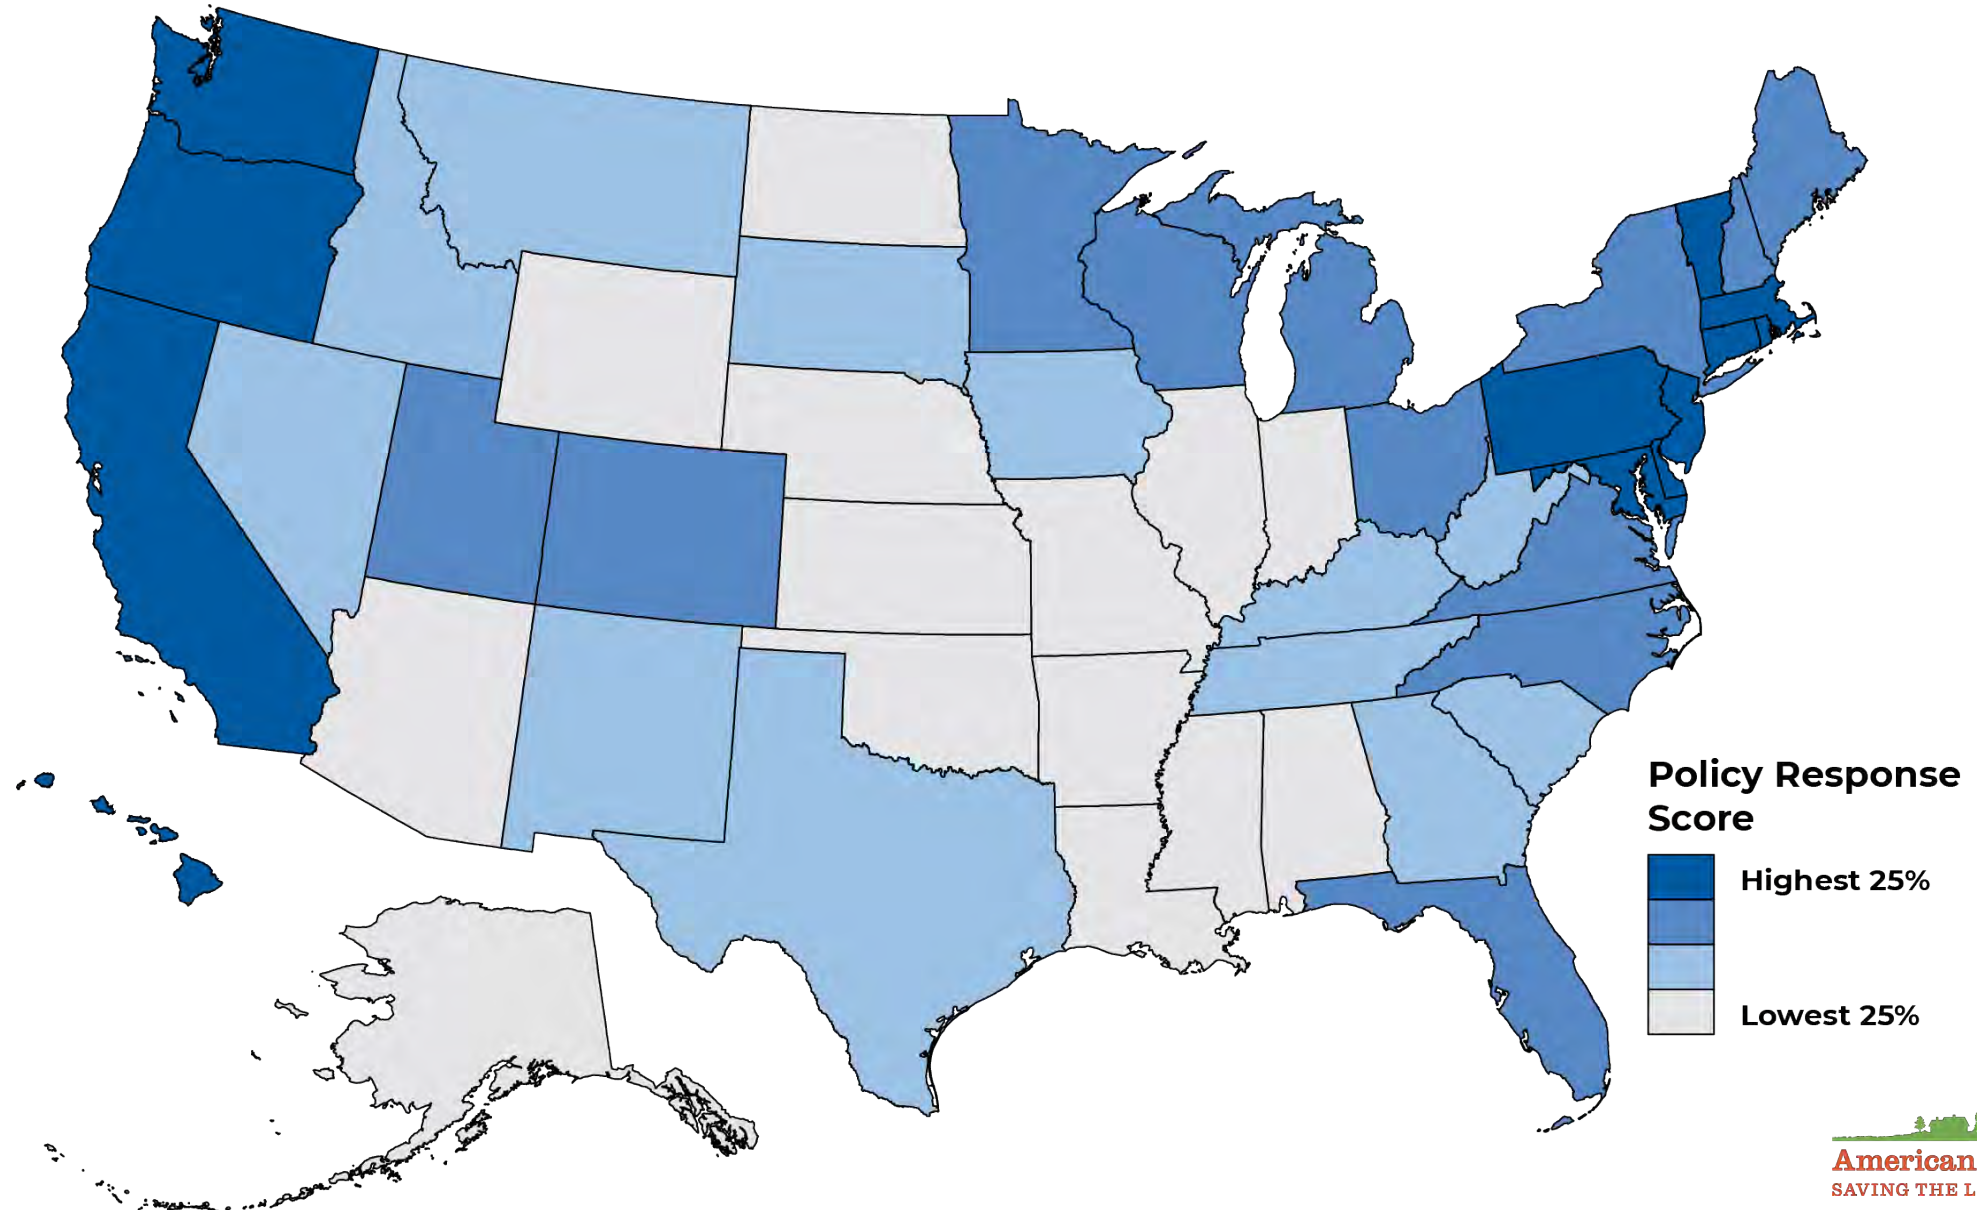 Policy Response
Score
Highest 25%
Lowest 25%
American
SAVING THE L